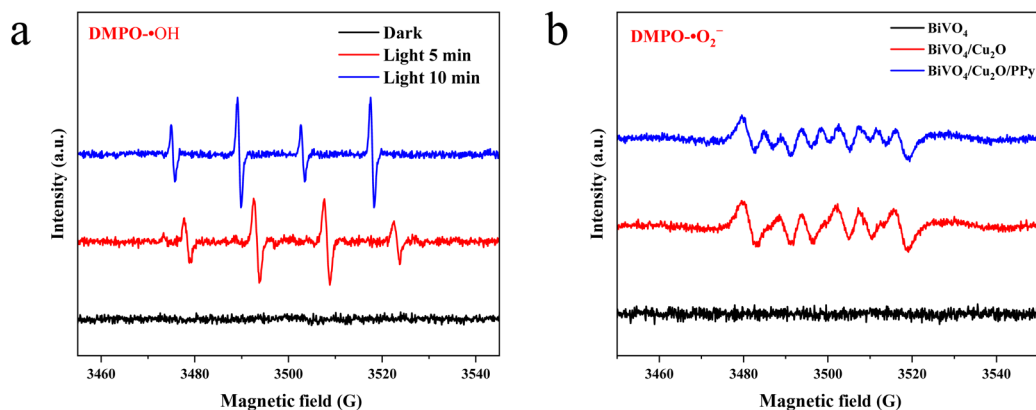 a
DMPO-•OH
Dark
Light 5 min
Light 10 min
Intensity (a.u.)
3460 3480 3500 3520 3540
Magnetic field (G)
b
DMPO-•O₂⁻
BiVO₄
BiVO₄/Cu₂O
BiVO₄/Cu₂O/PPy
Intensity (a.u.)
3460 3480 3500 3520 3540
Magnetic field (G)